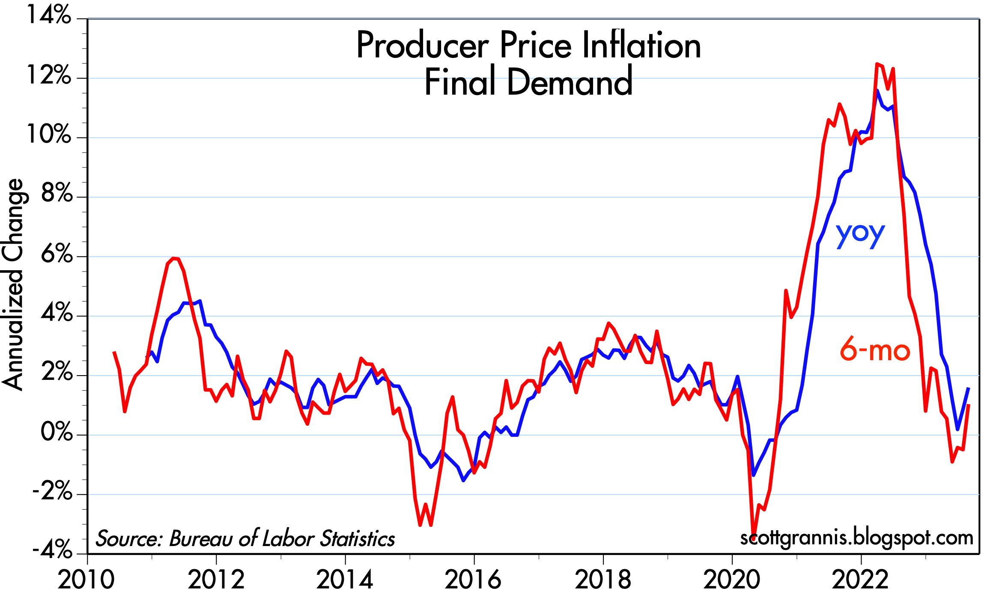 Producer Price Inflation
Final Demand
Annualized Change
14%
12%
10%
8%
6%
4%
2%
0%
-2%
-4%
yoy
6-mo
Source: Bureau of Labor Statistics
scottgrannis.blogspot.com
2010 2012 2014 2016 2018 2020 2022